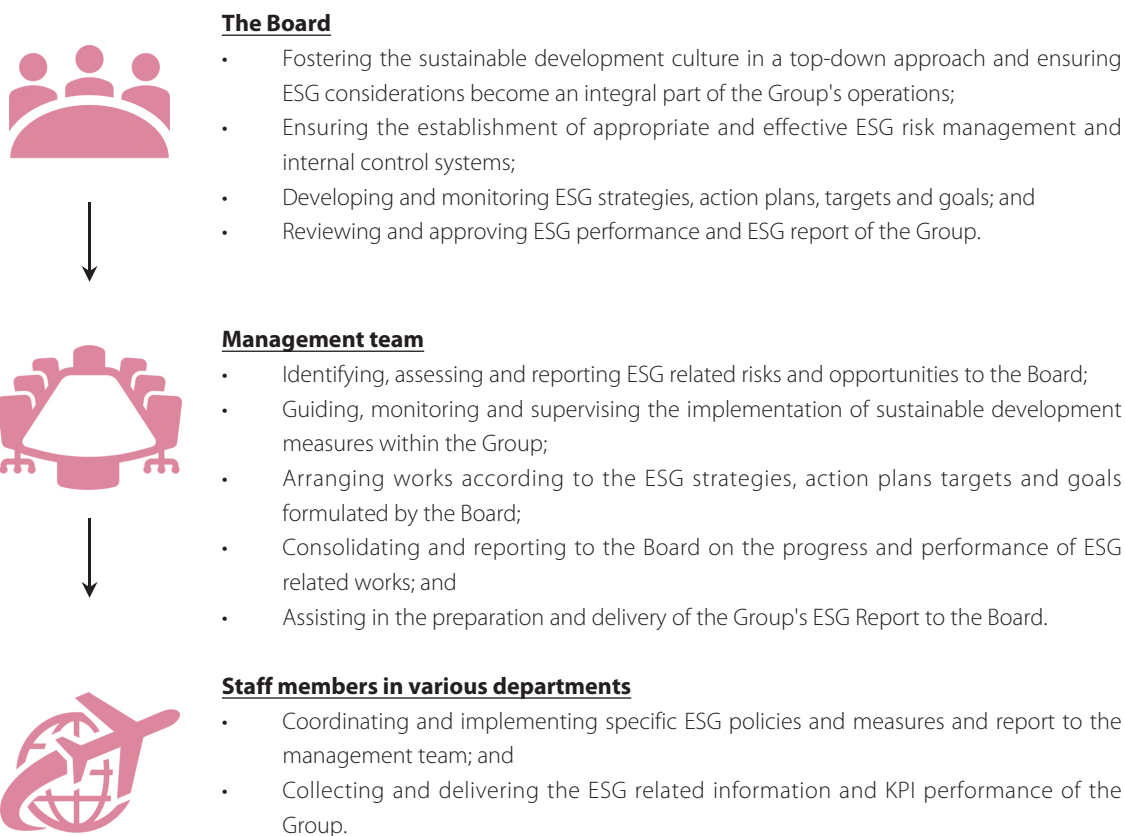 The Board
• Fostering the sustainable development culture in a top-down approach and ensuring
ESG considerations become an integral part of the Group's operations;
• Ensuring the establishment of appropriate and effective ESG risk management and
internal control systems;
• Developing and monitoring ESG strategies, action plans, targets and goals; and
• Reviewing and approving ESG performance and ESG report of the Group.
Management team
• Identifying, assessing and reporting ESG related risks and opportunities to the Board;
• Guiding, monitoring and supervising the implementation of sustainable development
measures within the Group;
• Arranging works according to the ESG strategies, action plans targets and goals
formulated by the Board;
• Consolidating and reporting to the Board on the progress and performance of ESG
related works; and
• Assisting in the preparation and delivery of the Group's ESG Report to the Board.
Staff members in various departments
• Coordinating and implementing specific ESG policies and measures and report to the
management team; and
• Collecting and delivering the ESG related information and KPI performance of the
Group.